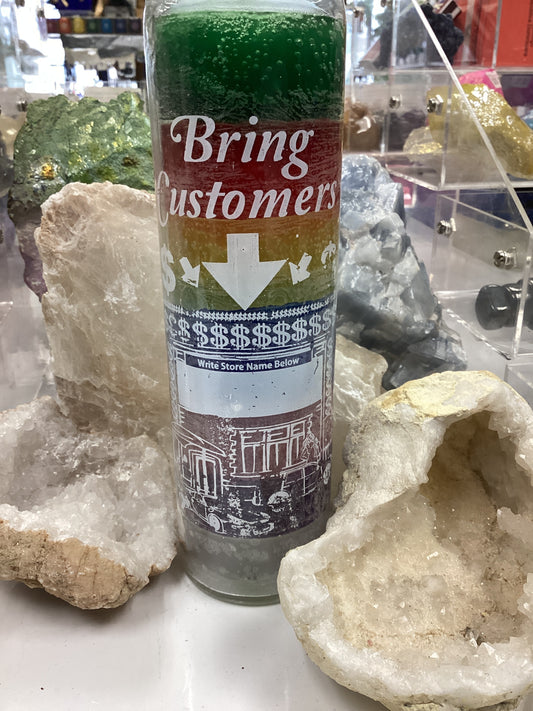 Bring
Customers
$ $
$$$$$$$$$$
Write Store Name Below